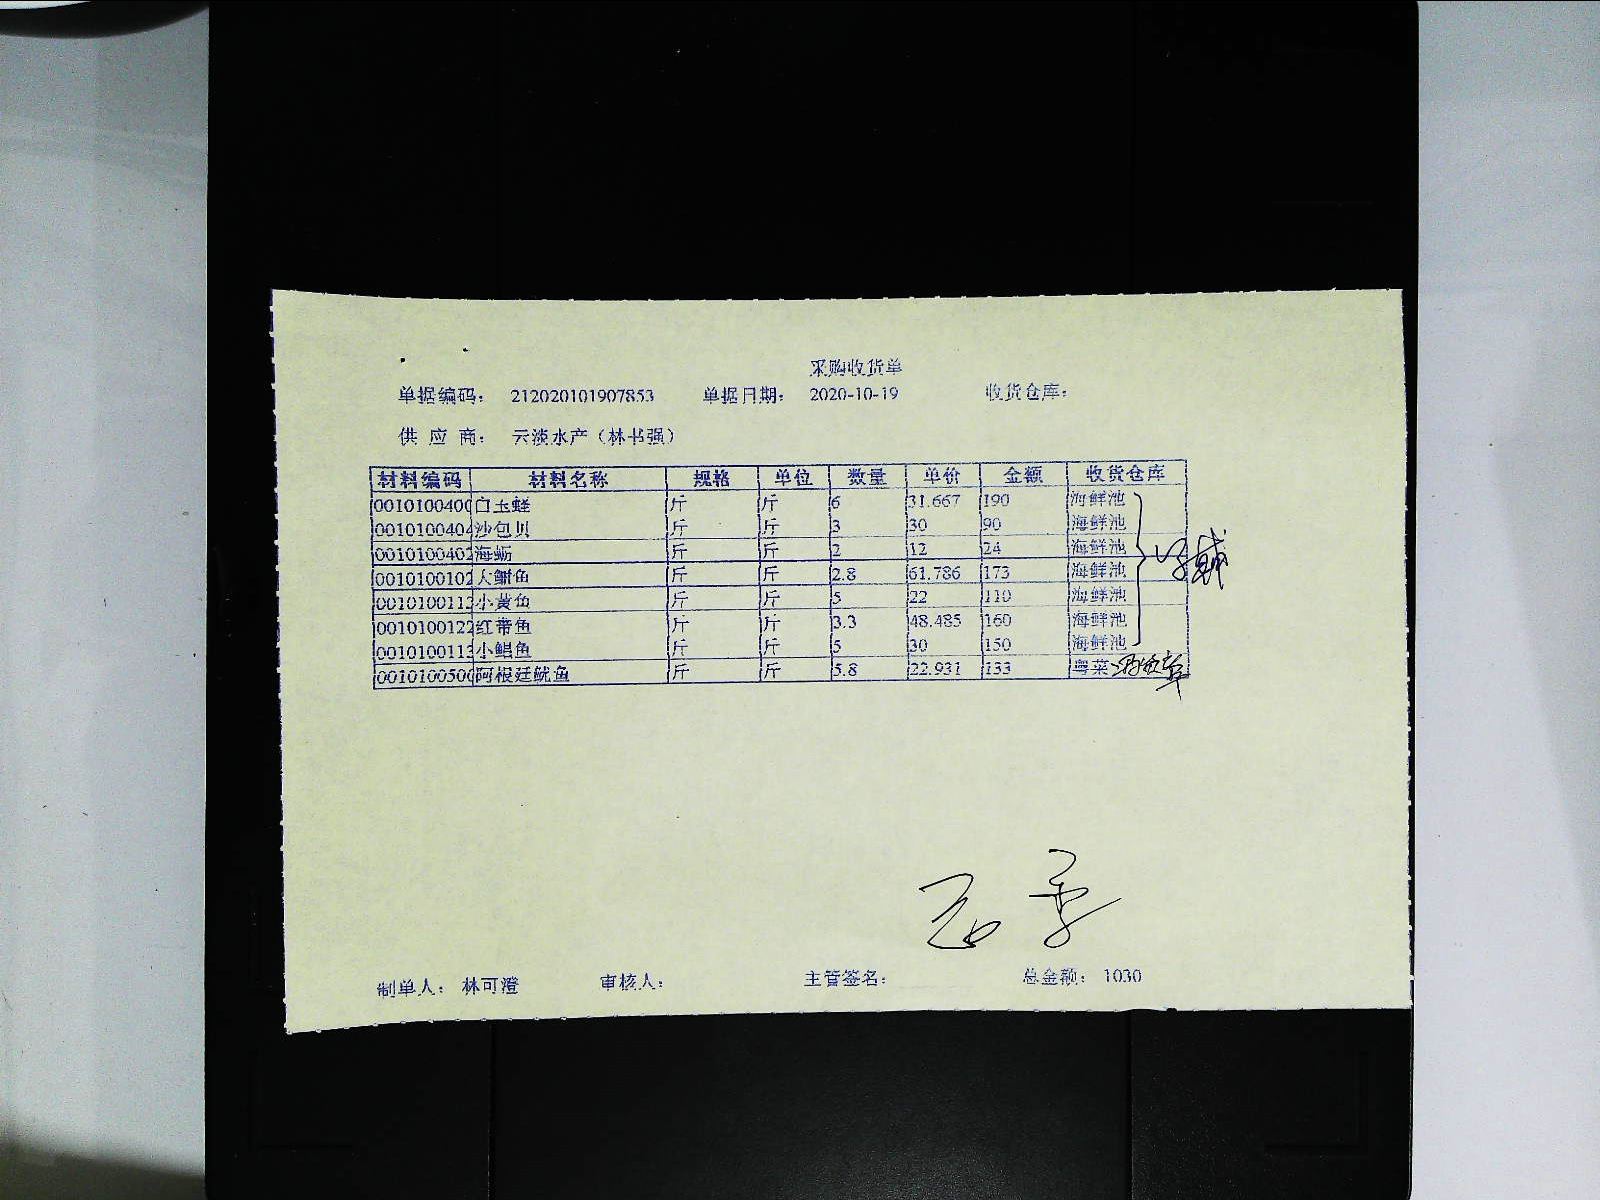 采购收货单
单据编码： 212020101907853 单据日期： 2020-10-19 收货仓库：
供 应 商： 云淡水产（林书强）
材料编码 材料名称 规格 单位 数量 单价 金额 收货仓库
0010100400 白玉蛏 斤 斤 6 31.667 190 海鲜池
0010100404 沙包贝 斤 斤 3 30 90 海鲜池
0010100402 海蛎 斤 斤 2 12 24 海鲜池
0010100102 大鲥鱼 斤 斤 2.8 61.786 173 海鲜池
0010100113 小黄鱼 斤 斤 5 22 110 海鲜池
0010100122 红带鱼 斤 斤 3.3 48.485 160 海鲜池
0010100113 小鲳鱼 斤 斤 5 30 150 海鲜池
0010100500 阿根廷鱿鱼 斤 斤 5.8 22.931 133 粤菜
制单人： 林可澄 审核人： 主管签名： 总金额： 1030